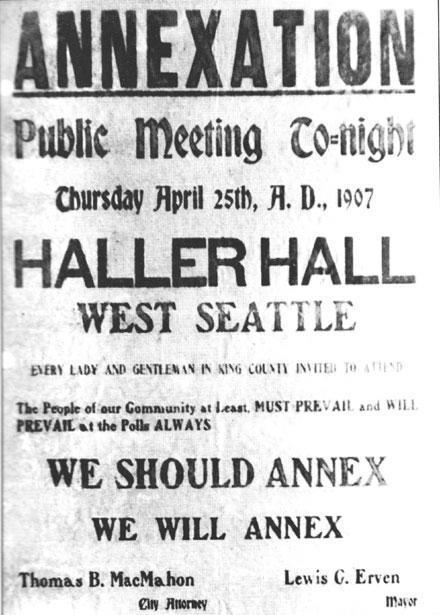 ANNEXATION
Public Meeting To=night
Thursday April 25th, A. D., 1907
HALLER HALL
WEST SEATTLE
EVERY LADY AND GENTLEMAN IN KING COUNTY INVITED TO ATTEND
The People of our Community at Least, MUST PREVAIL and WILL
PREVAIL at the Polls ALWAYS
WE SHOULD ANNEX
WE WILL ANNEX
Thomas B. MacMahon Lewis C. Erven
City Attorney Mayor